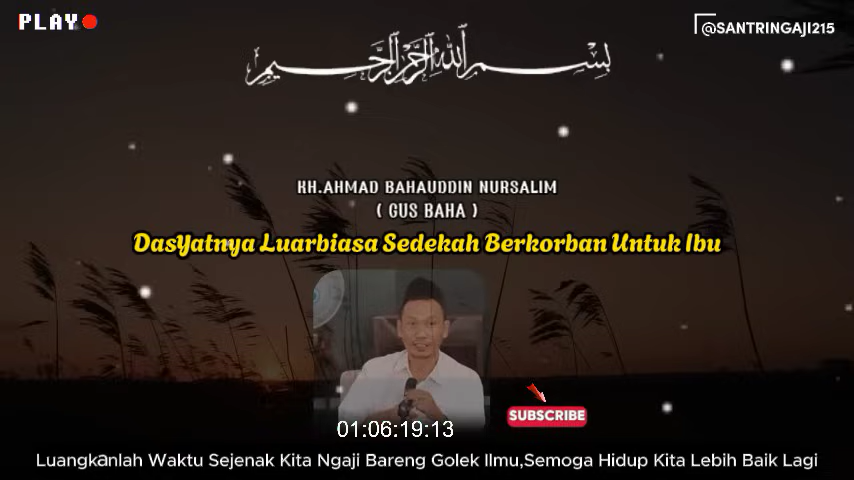 PLAY
@SANTRINGAJI215
بسم الله الرحمن الرحيم
KH.AHMAD BAHAUDDIN NURSALIM
( GUS BAHA )
DasYatnya Luarbiasa Sedekah Berkorban Untuk Ibu
SUBSCRIBE
01:06:19:13
Luangkanlah Waktu Sejenak Kita Ngaji Bareng Golek Ilmu,Semoga Hidup Kita Lebih Baik Lagi